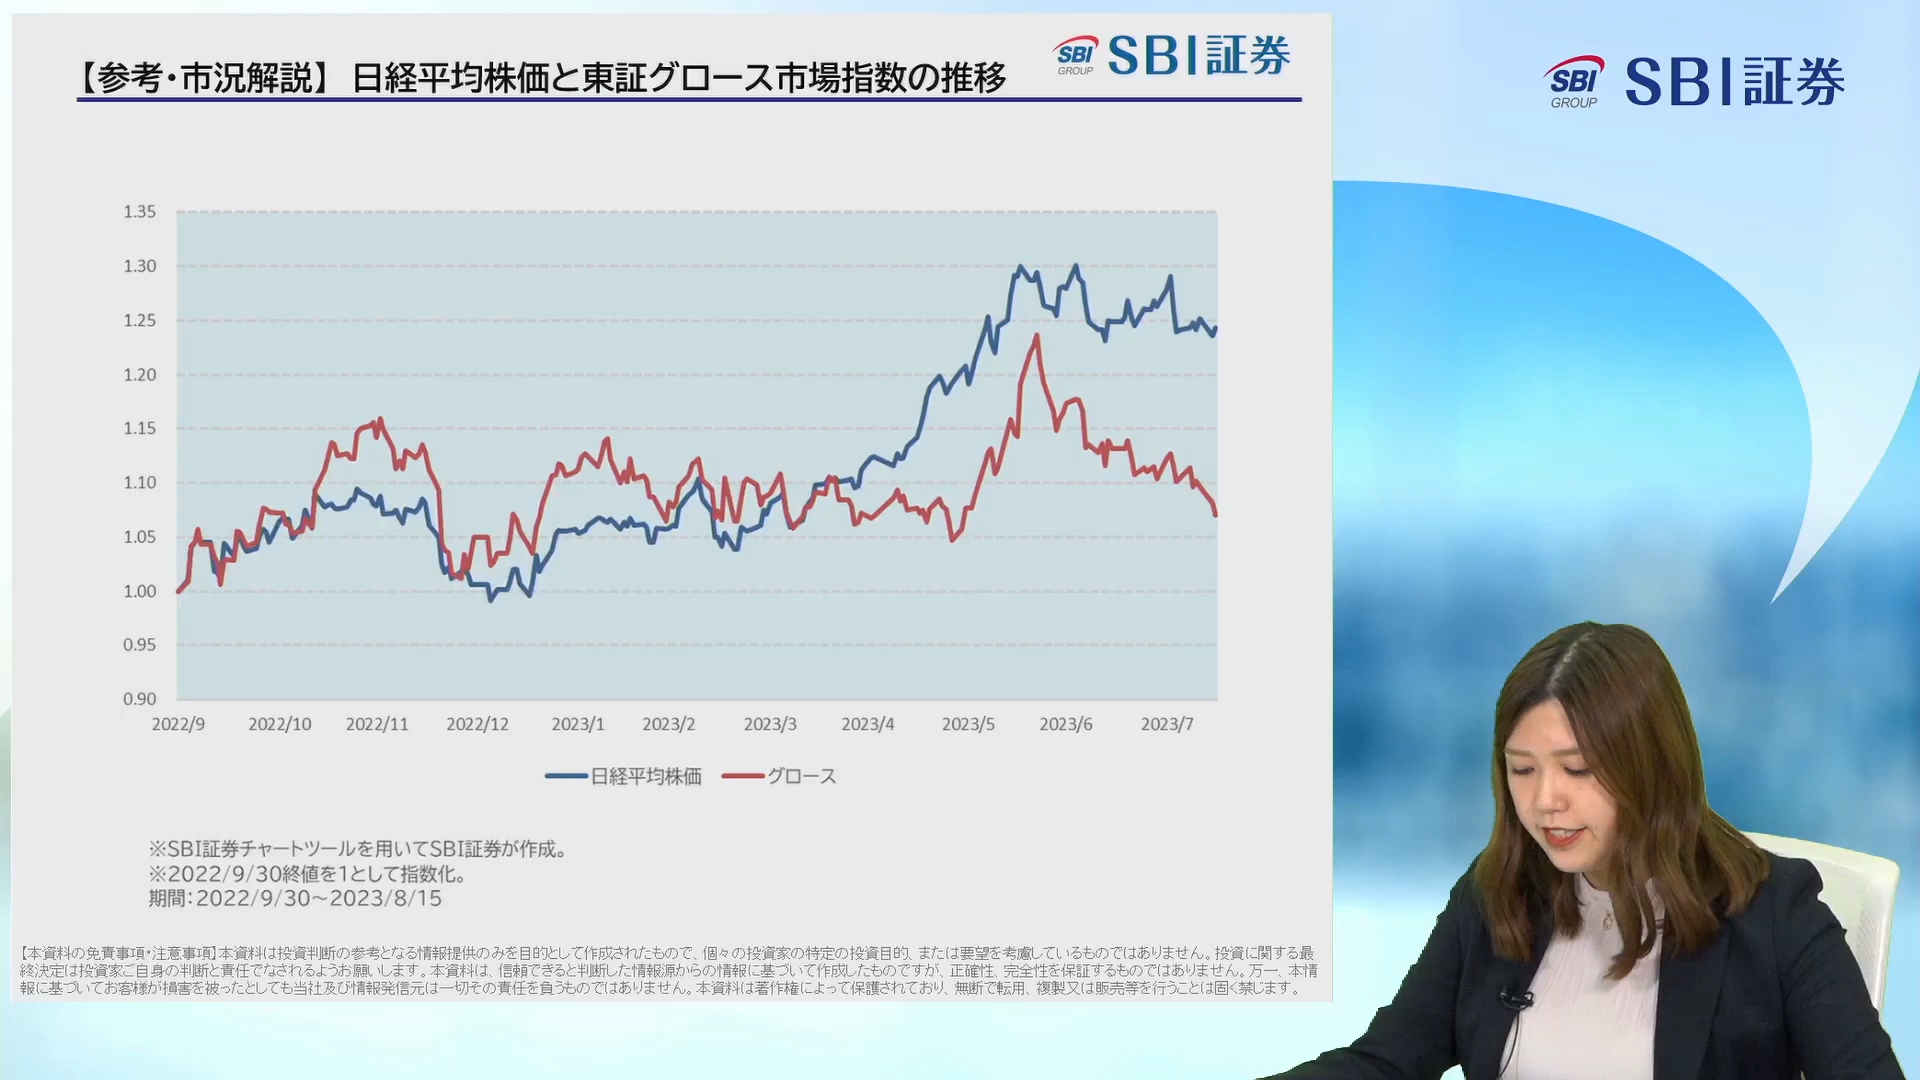 【参考・市況解説】 日経平均株価と東証グロース市場指数の推移
SBI GROUP SBI証券
SBI GROUP SBI証券
1.35
1.30
1.25
1.20
1.15
1.10
1.05
1.00
0.95
0.90
2022/9 2022/10 2022/11 2022/12 2023/1 2023/2 2023/3 2023/4 2023/5 2023/6 2023/7
日経平均株価 グロース
※SBI証券チャートツールを用いてSBI証券が作成。
※2022/9/30終値を1として指数化。
期間：2022/9/30～2023/8/15
【本資料の免責事項・注意事項】本資料は投資判断の参考となる情報提供のみを目的として作成されたもので、個々の投資家の特定の投資目的、または要望を考慮しているものではありません。投資に関する最
終決定は投資家ご自身の判断と責任でなされるようお願いします。本資料は、信頼できると判断した情報源からの情報に基づいて作成したものですが、正確性、完全性を保証するものではありません。万一、本情
報に基づいてお客様が損害を被ったとしても当社及び情報発信元は一切その責任を負うものではありません。本資料は著作権によって保護されており、無断で転用、複製又は販売等を行うことは固く禁じます。